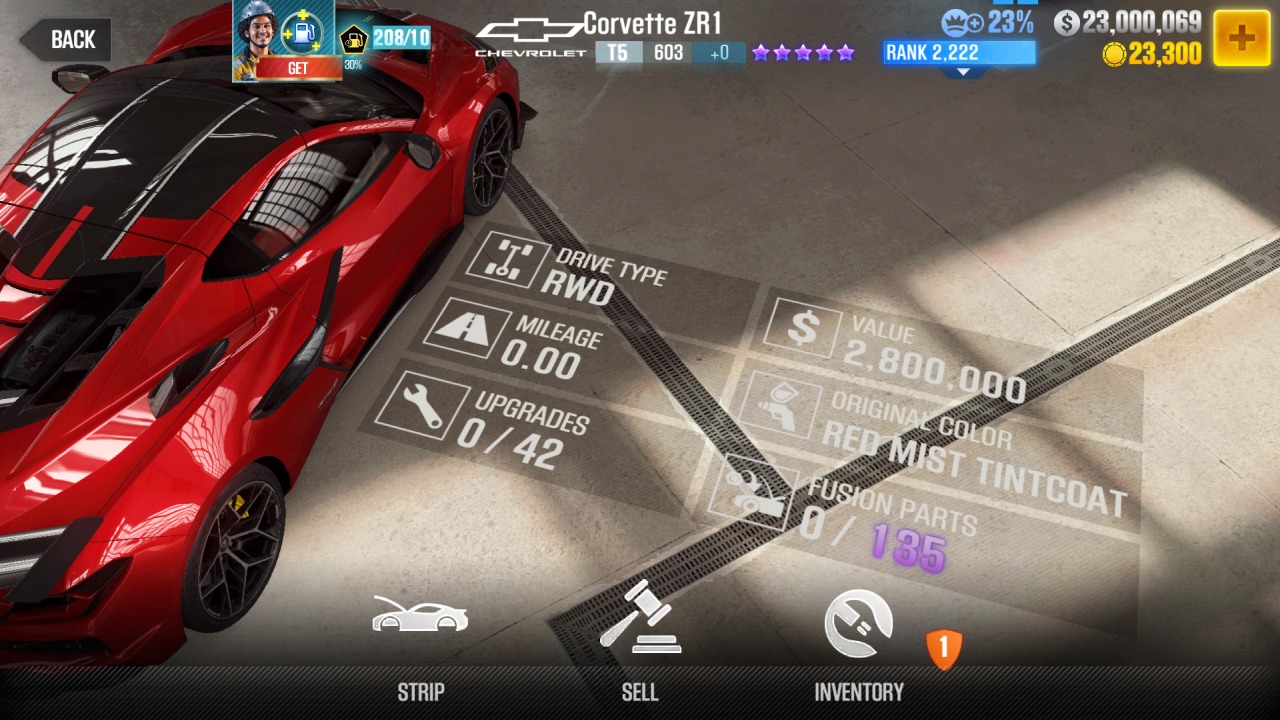 BACK
GET
30%
208/10
CHEVROLET
Corvette ZR1
T5 603 +0
23%
RANK 2,222
$ 23,000,069
23,300
DRIVE TYPE
RWD
MILEAGE
0.00
UPGRADES
0/42
$ VALUE
2,800,000
ORIGINAL COLOR
RED MIST TINTCOAT
FUSION PARTS
0/135
1
STRIP
SELL
INVENTORY